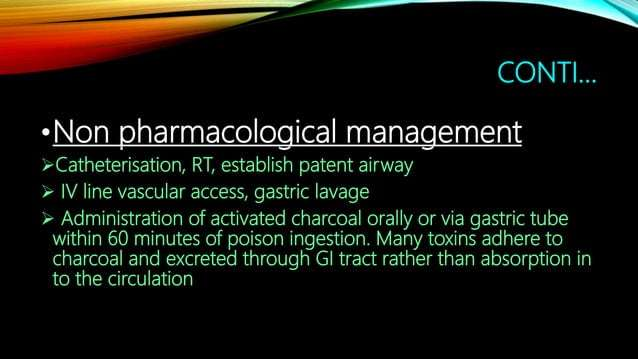 CONTI...
•Non pharmacological management
➢Catheterisation, RT, establish patent airway
➢ IV line vascular access, gastric lavage
➢ Administration of activated charcoal orally or via gastric tube
within 60 minutes of poison ingestion. Many toxins adhere to
charcoal and excreted through GI tract rather than absorption in
to the circulation